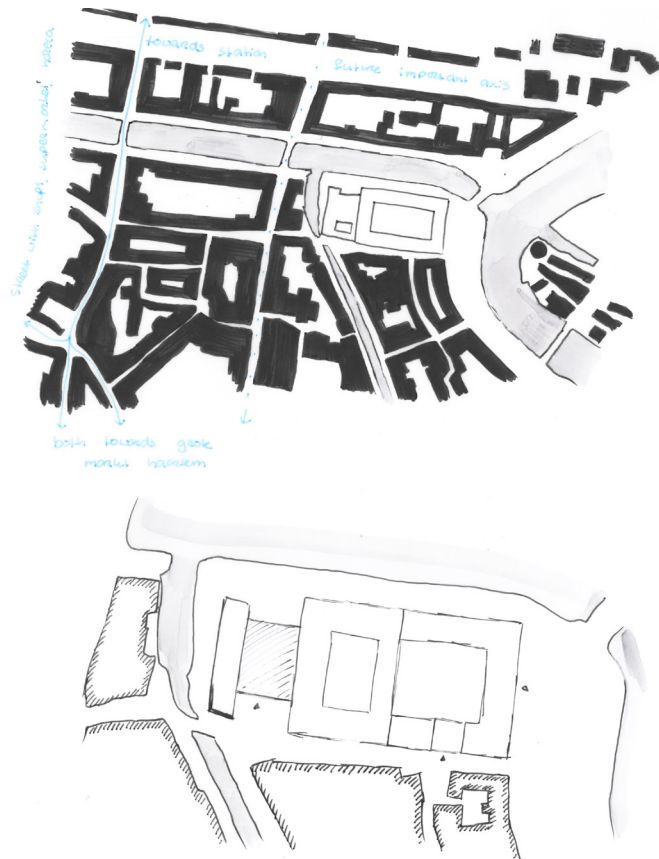 towards station
future important axis
street with shops, supermarket, horeca
both towards grote
markt haarlem